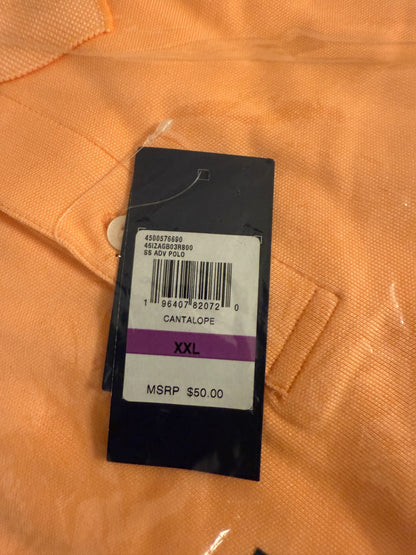 4500576690
46IZAGB03RB00
SS ADV POLO
1 96407 82072 0
CANTALOPE
XXL
MSRP $50.00